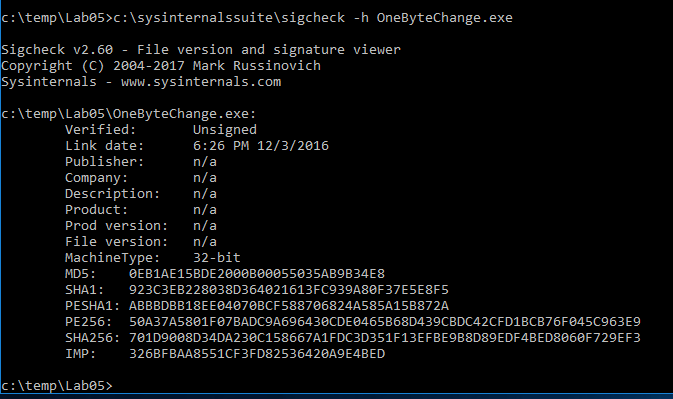 c:\temp\Lab05>c:\sysinternalssuite\sigcheck -h OneByteChange.exe
Sigcheck v2.60 - File version and signature viewer
Copyright (C) 2004-2017 Mark Russinovich
Sysinternals - www.sysinternals.com
c:\temp\Lab05\OneByteChange.exe:
Verified: Unsigned
Link date: 6:26 PM 12/3/2016
Publisher: n/a
Company: n/a
Description: n/a
Product: n/a
Prod version: n/a
File version: n/a
MachineType: 32-bit
MD5: 0EB1AE15BDE2000B00055035AB9B34E8
SHA1: 923C3EB228038D364021613FC939A80F37E5E8F5
PESHA1: ABBBDBB18EE04070BCF588706824A585A15B872A
PE256: 50A37A5801F07BADC9A696430CDE0465B68D439CBDC42CFD1BCB76F045C963E9
SHA256: 701D9008D34DA230C158667A1FDC3D351F13EFBE9B8D89EDF4BED8060F729EF3
IMP: 326BFBAA8551CF3FD82536420A9E4BED
c:\temp\Lab05>